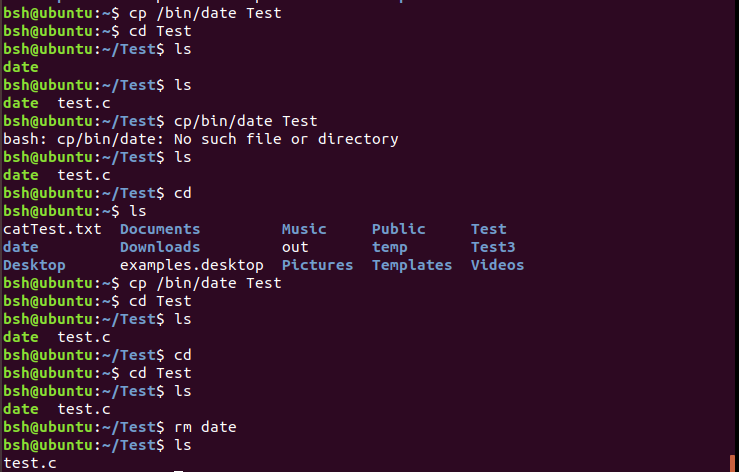 bsh@ubuntu:~$ cp /bin/date Test
bsh@ubuntu:~$ cd Test
bsh@ubuntu:~/Test$ ls
date
bsh@ubuntu:~/Test$ ls
date  test.c
bsh@ubuntu:~/Test$ cp/bin/date Test
bash: cp/bin/date: No such file or directory
bsh@ubuntu:~/Test$ ls
date  test.c
bsh@ubuntu:~/Test$ cd
bsh@ubuntu:~$ ls
catTest.txt  Documents         Music     Public     Test
date         Downloads         out       temp       Test3
Desktop      examples.desktop  Pictures  Templates  Videos
bsh@ubuntu:~$ cp /bin/date Test
bsh@ubuntu:~$ cd Test
bsh@ubuntu:~/Test$ ls
date  test.c
bsh@ubuntu:~/Test$ cd
bsh@ubuntu:~$ cd Test
bsh@ubuntu:~/Test$ ls
date  test.c
bsh@ubuntu:~/Test$ rm date
bsh@ubuntu:~/Test$ ls
test.c